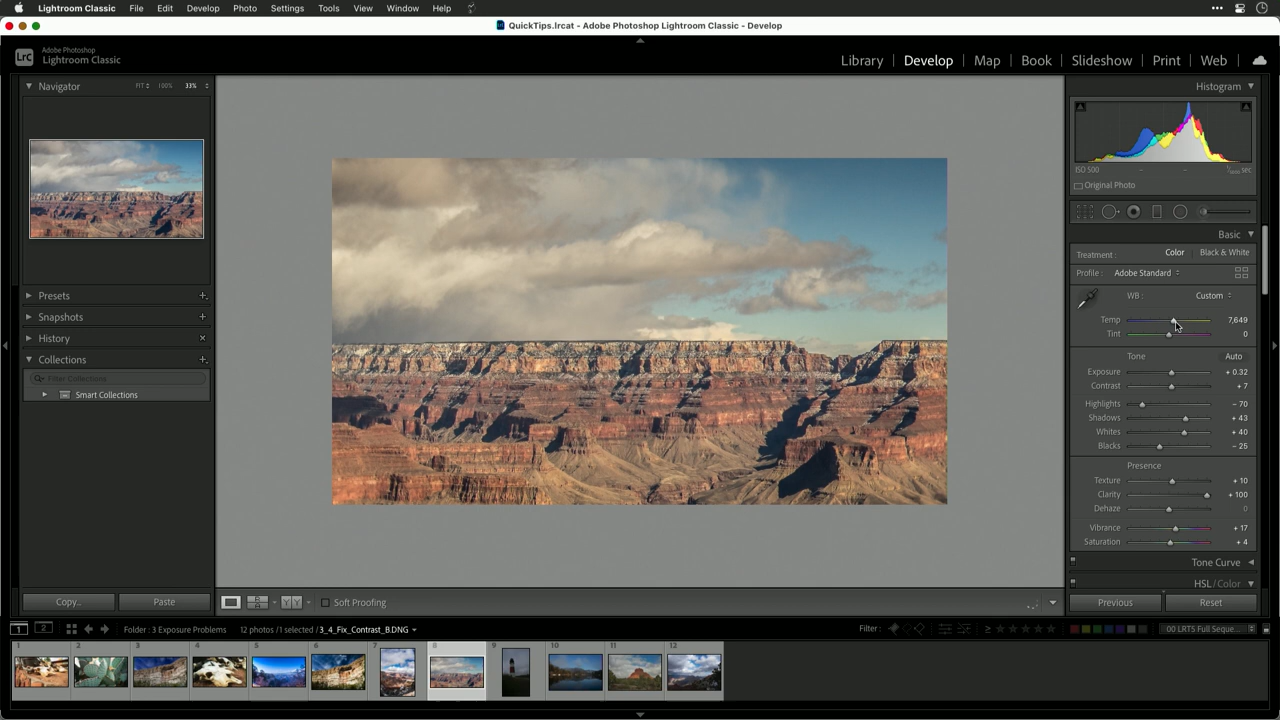 Lightroom Classic File Edit Develop Photo Settings Tools View Window Help
QuickTips.lrcat - Adobe Photoshop Lightroom Classic - Develop
Lrc Adobe Photoshop
Lightroom Classic
Library Develop Map Book Slideshow Print Web
Navigator FIT 100% 33%
Presets
Snapshots
History
Collections
Filter Collections
Smart Collections
Copy... Paste
Histogram
ISO 500 - - sec
Original Photo
Basic
Treatment : Color Black & White
Profile : Adobe Standard
WB : Custom
Temp 7,649
Tint 0
Tone Auto
Exposure + 0.32
Contrast + 7
Highlights − 70
Shadows + 43
Whites + 40
Blacks − 25
Presence
Texture + 10
Clarity + 100
Dehaze 0
Vibrance + 17
Saturation + 4
Tone Curve
HSL / Color
Previous Reset
Soft Proofing
1 2 Folder : 3 Exposure Problems 12 photos /1 selected / 3_4_Fix_Contrast_B.DNG Filter : 00 LRTS Full Seque...
1 2 3 4 5 6 7 8 9 10 11 12